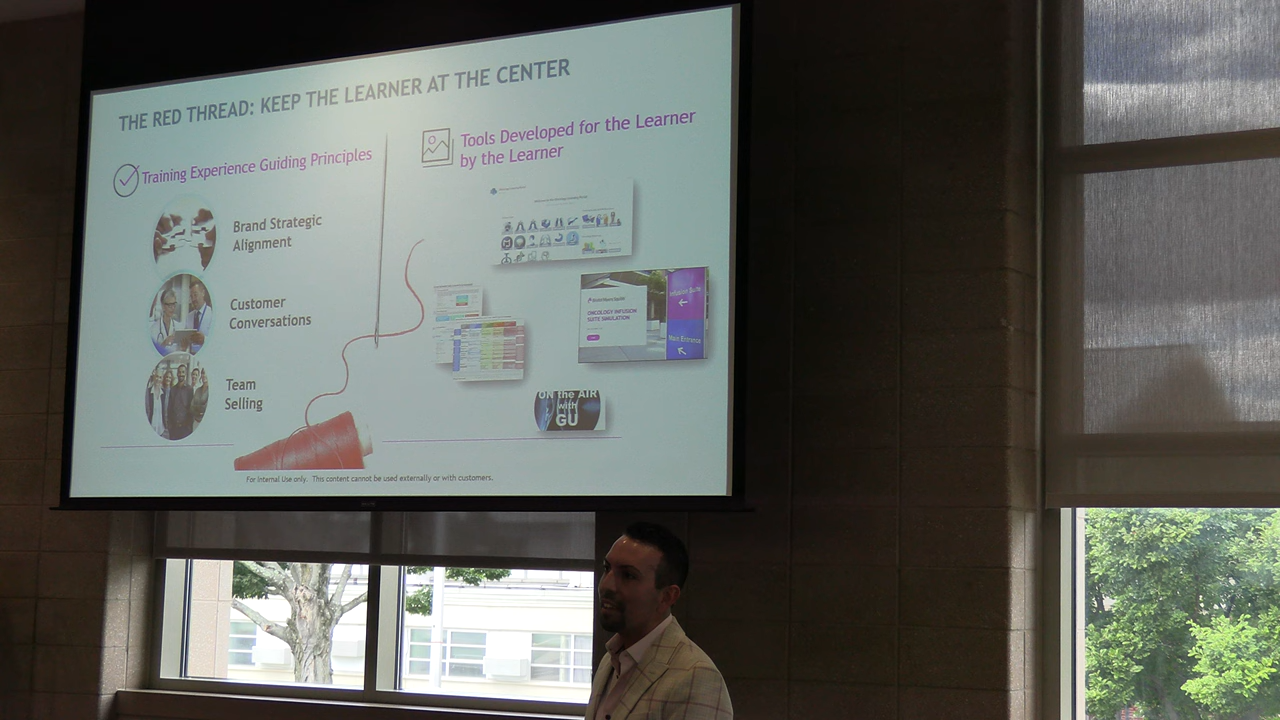 THE RED THREAD: KEEP THE LEARNER AT THE CENTER
Training Experience Guiding Principles
Brand Strategic
Alignment
Customer
Conversations
Team
Selling
Tools Developed for the Learner
by the Learner
ONCOLOGY INFUSION
SUITE SIMULATION
Infusion Suite
Main Entrance
ON the AIR
with
GU
For Internal Use only. This content cannot be used externally or with customers.